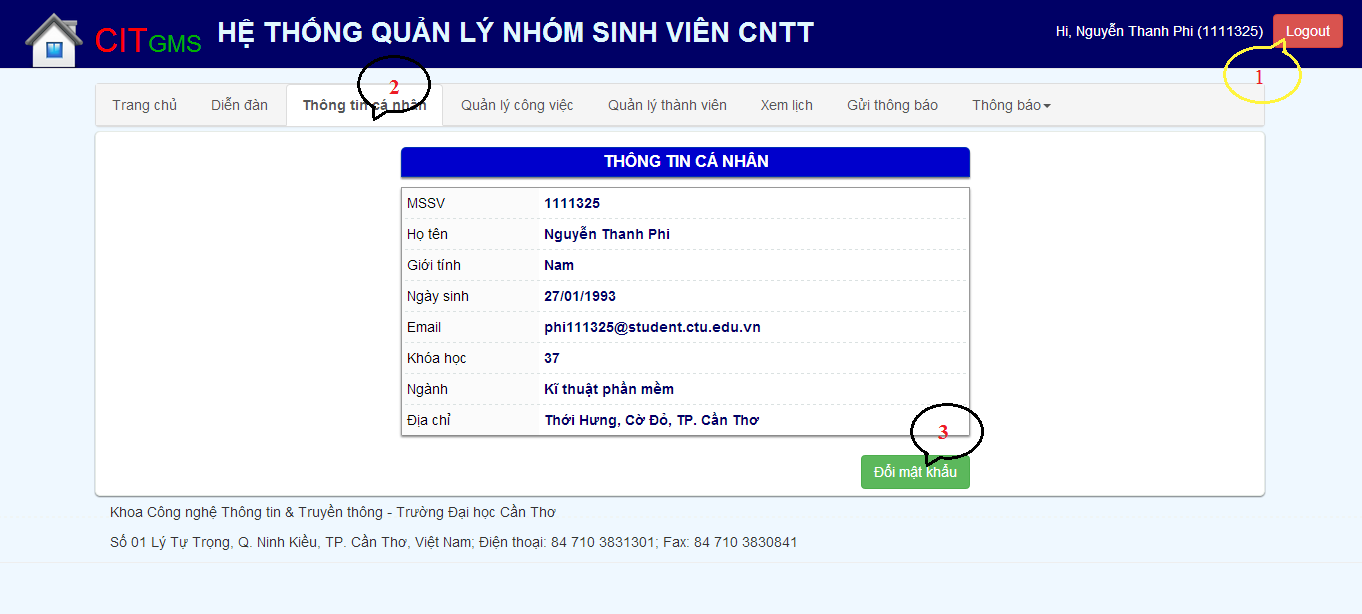 CITGMS HỆ THỐNG QUẢN LÝ NHÓM SINH VIÊN CNTT Hi, Nguyễn Thanh Phi (1111325) Logout
1
2
Trang chủ Diễn đàn Thông tin cá nhân Quản lý công việc Quản lý thành viên Xem lịch Gửi thông báo Thông báo
THÔNG TIN CÁ NHÂN
MSSV 1111325
Họ tên Nguyễn Thanh Phi
Giới tính Nam
Ngày sinh 27/01/1993
Email phi111325@student.ctu.edu.vn
Khóa học 37
Ngành Kĩ thuật phần mềm
Địa chỉ Thới Hưng, Cờ Đỏ, TP. Cần Thơ
3
Đổi mật khẩu
Khoa Công nghệ Thông tin & Truyền thông - Trường Đại học Cần Thơ
Số 01 Lý Tự Trọng, Q. Ninh Kiều, TP. Cần Thơ, Việt Nam; Điện thoại: 84 710 3831301; Fax: 84 710 3830841